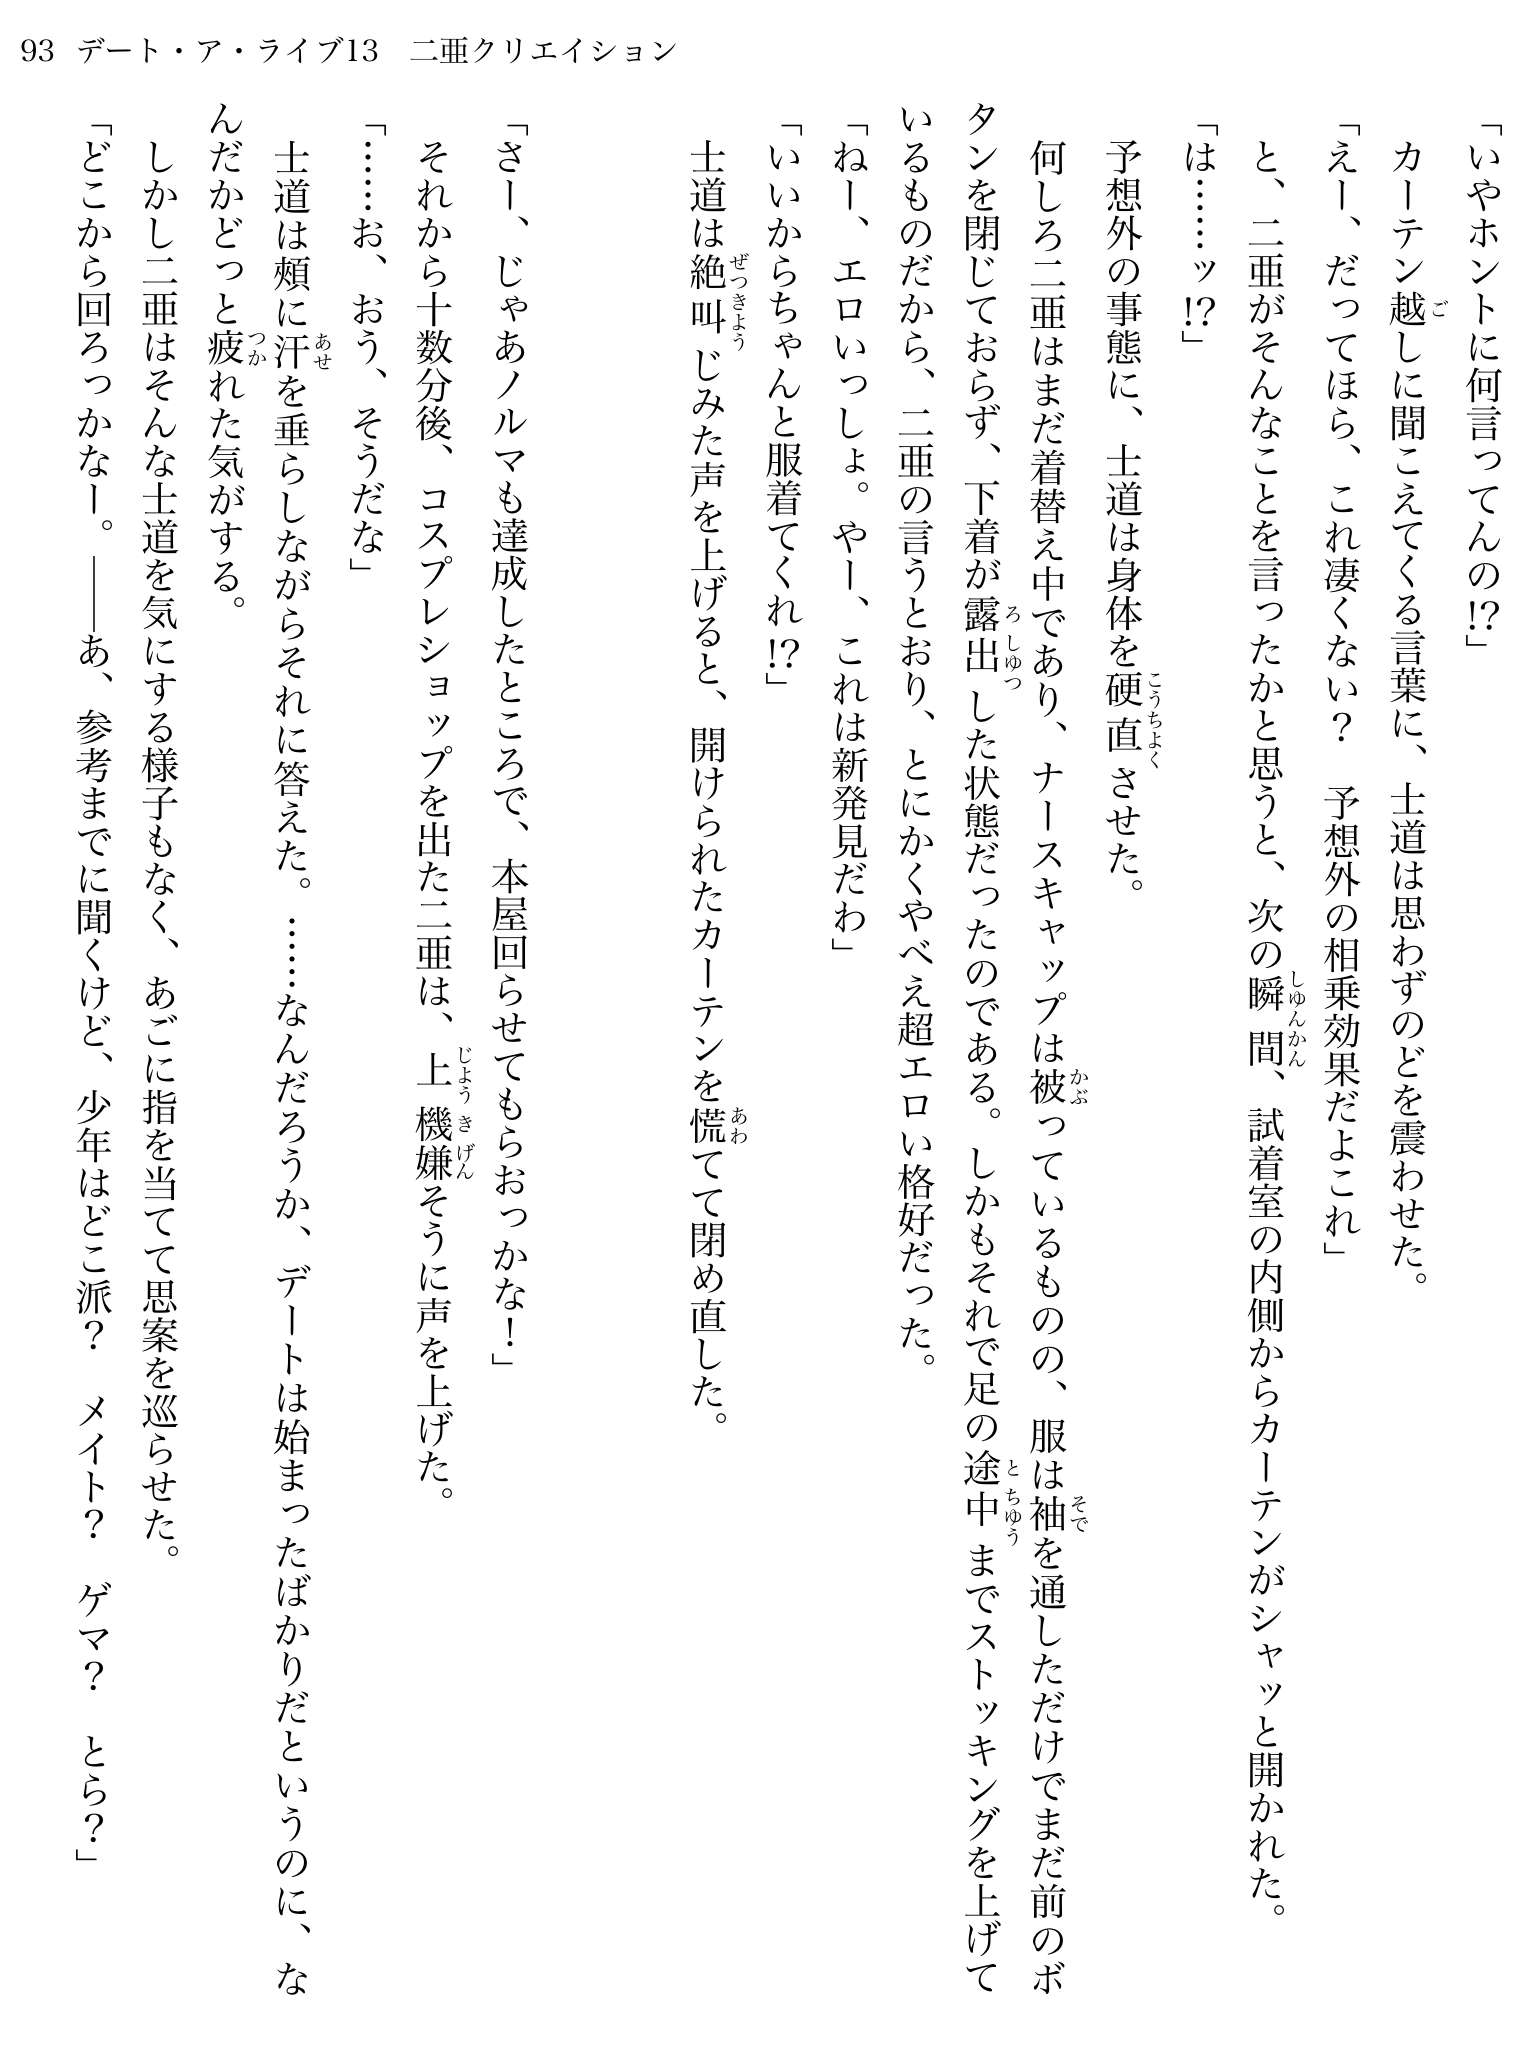 93 デート・ア・ライブ13　二亜クリエイション
「いやホントに何言ってんの!?」
　カーテン越しに聞こえてくる言葉に、士道は思わずのどを震わせた。
「えー、だってほら、これ凄くない？　予想外の相乗効果だよこれ」
　と、二亜がそんなことを言ったかと思うと、次の瞬間、試着室の内側からカーテンがシャッと開かれた。
「は……ッ!?」
　予想外の事態に、士道は身体を硬直させた。
　何しろ二亜はまだ着替え中であり、ナースキャップは被っているものの、服は袖を通しただけでまだ前のボ
タンを閉じておらず、下着が露出した状態だったのである。しかもそれで足の途中までストッキングを上げて
いるものだから、二亜の言うとおり、とにかくやべえ超エロい格好だった。
「ねー、エロいっしょ。やー、これは新発見だわ」
「いいからちゃんと服着てくれ!?」
　士道は絶叫じみた声を上げると、開けられたカーテンを慌てて閉め直した。
「さー、じゃあノルマも達成したところで、本屋回らせてもらおっかな！」
　それから十数分後、コスプレショップを出た二亜は、上機嫌そうに声を上げた。
「……お、おう、そうだな」
　士道は頰に汗を垂らしながらそれに答えた。……なんだろうか、デートは始まったばかりだというのに、な
んだかどっと疲れた気がする。
　しかし二亜はそんな士道を気にする様子もなく、あごに指を当てて思案を巡らせた。
「どこから回ろっかなー。――あ、参考までに聞くけど、少年はどこ派？　メイト？　ゲマ？　とら？」